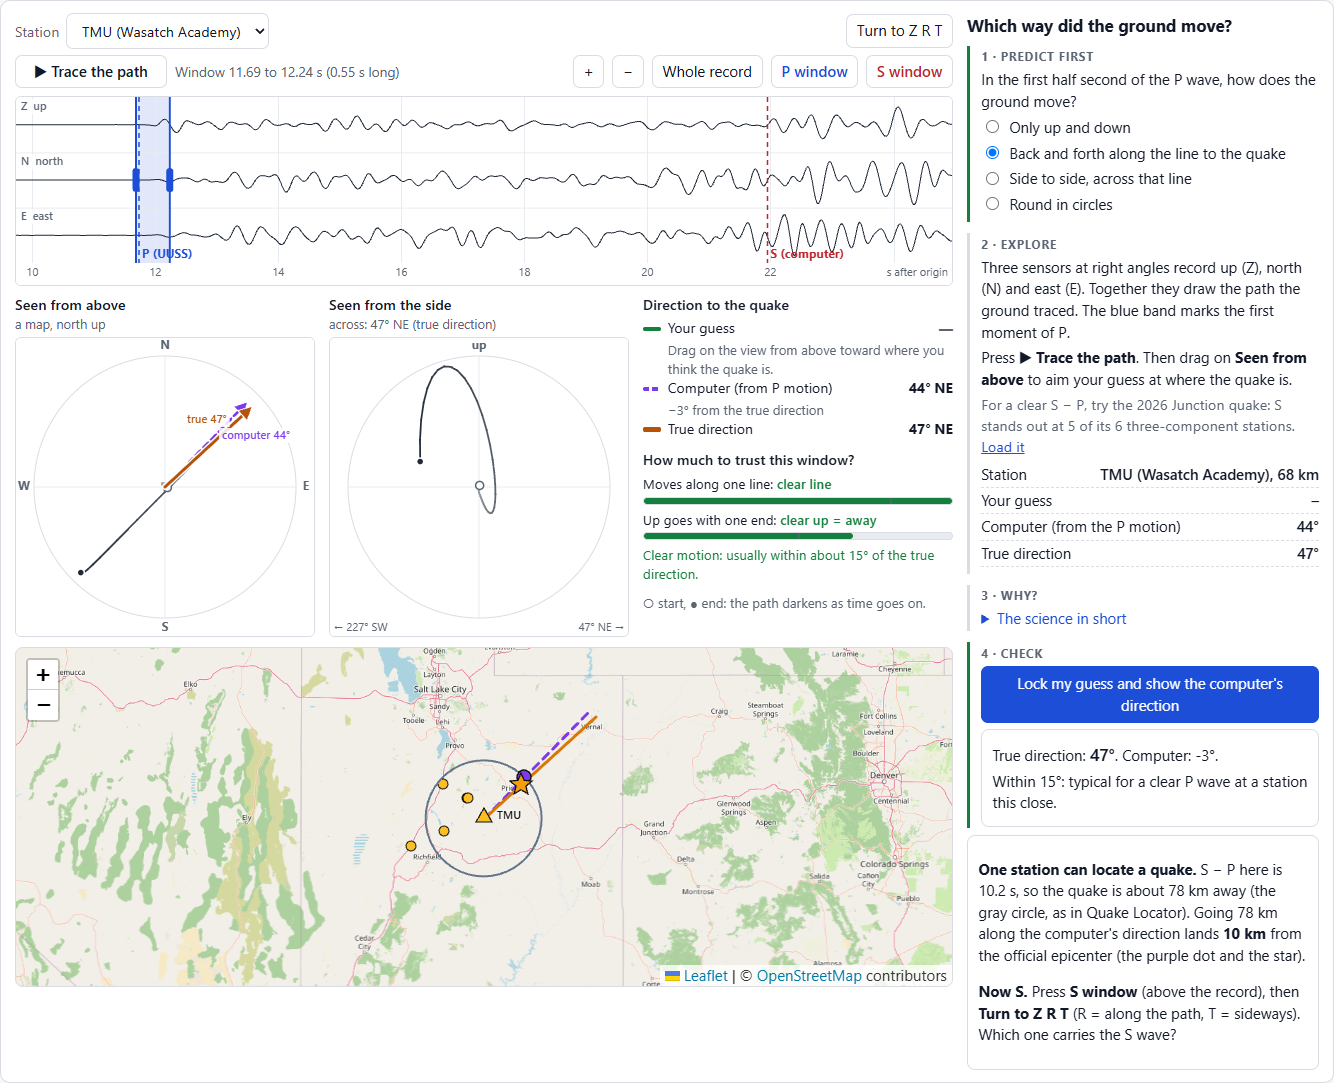 Station
TMU (Wasatch Academy)
Turn to Z R T
▶ Trace the path
Window 11.69 to 12.24 s (0.55 s long)
+
−
Whole record
P window
S window
Z up
N north
E east
P (UUSS)
S (computer)
10
12
14
16
18
20
22
s after origin
Seen from above
a map, north up
N
W
E
S
true 47°
computer 44°
Seen from the side
across: 47° NE (true direction)
up
← 227° SW
47° NE →
Direction to the quake
Your guess
—
Drag on the view from above toward where you
think the quake is.
Computer (from P motion)
44° NE
−3° from the true direction
True direction
47° NE
How much to trust this window?
Moves along one line: clear line
Up goes with one end: clear up = away
Clear motion: usually within about 15° of the true
direction.
○ start, ● end: the path darkens as time goes on.
+
−
Elko
Ogden
Layton
Salt Lake City
Sandy
Tooele
Lehi
Provo
Vernal
TMU
Richfield
Ely
Cedar
City
Moab
Grand
Junction
Delta
Montrose
Glenwood
Springs
Aspen
Craig
Steamboat
Springs
Laramie
Cheyenne
Fort Collins
Loveland
Boulder
Denver
Centennial
Colorado Springs
Cañon
City
Salida
Pueblo
Alamosa
Leaflet | © OpenStreetMap contributors
Which way did the ground move?
1 · PREDICT FIRST
In the first half second of the P wave, how does the
ground move?
Only up and down
Back and forth along the line to the quake
Side to side, across that line
Round in circles
2 · EXPLORE
Three sensors at right angles record up (Z), north
(N) and east (E). Together they draw the path the
ground traced. The blue band marks the first
moment of P.
Press ▶ Trace the path. Then drag on Seen from
above to aim your guess at where the quake is.
For a clear S − P, try the 2026 Junction quake: S
stands out at 5 of its 6 three-component stations.
Load it
Station
TMU (Wasatch Academy), 68 km
Your guess
–
Computer (from the P motion)
44°
True direction
47°
3 · WHY?
▶ The science in short
4 · CHECK
Lock my guess and show the computer's
direction
True direction: 47°. Computer: -3°.
Within 15°: typical for a clear P wave at a station
this close.
One station can locate a quake. S − P here is
10.2 s, so the quake is about 78 km away (the
gray circle, as in Quake Locator). Going 78 km
along the computer's direction lands 10 km from
the official epicenter (the purple dot and the star).
Now S. Press S window (above the record), then
Turn to Z R T (R = along the path, T = sideways).
Which one carries the S wave?